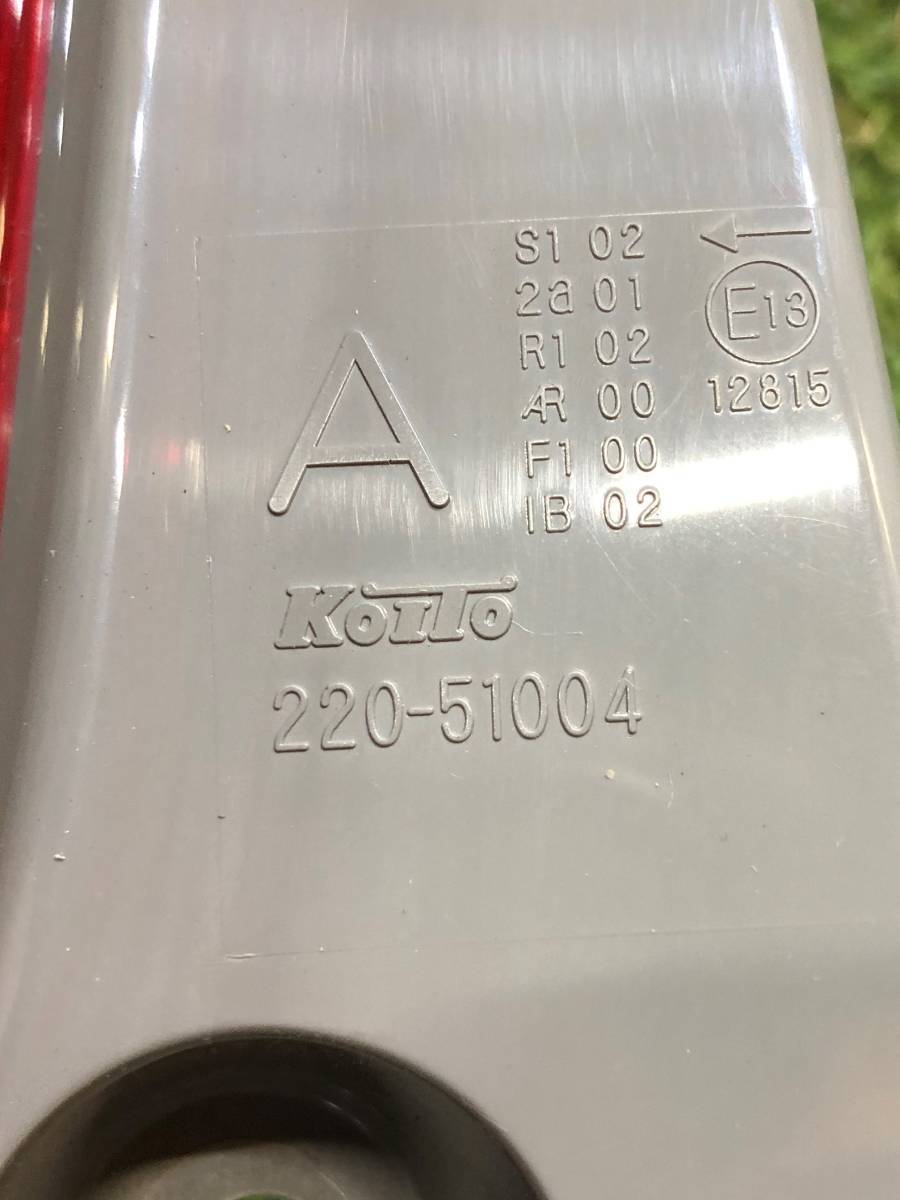 S1 02
2a 01
R1 02
AR 00
F1 00
IB 02
E13
12815
A
KoiTo
220-51004